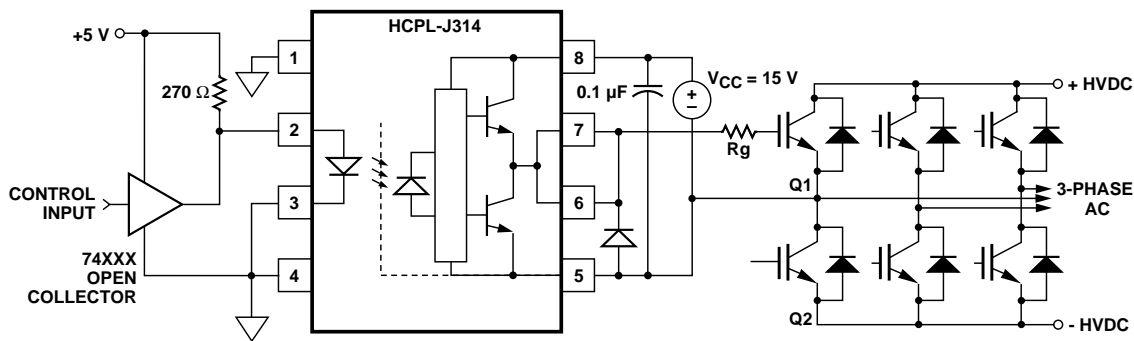 HCPL-J314
+5 V
270 Ω
1
2
3
4
8
7
6
5
0.1 µF
VCC = 15 V
+
–
Rg
+ HVDC
Q1
3-PHASE
AC
Q2
- HVDC
CONTROL
INPUT
74XXX
OPEN
COLLECTOR